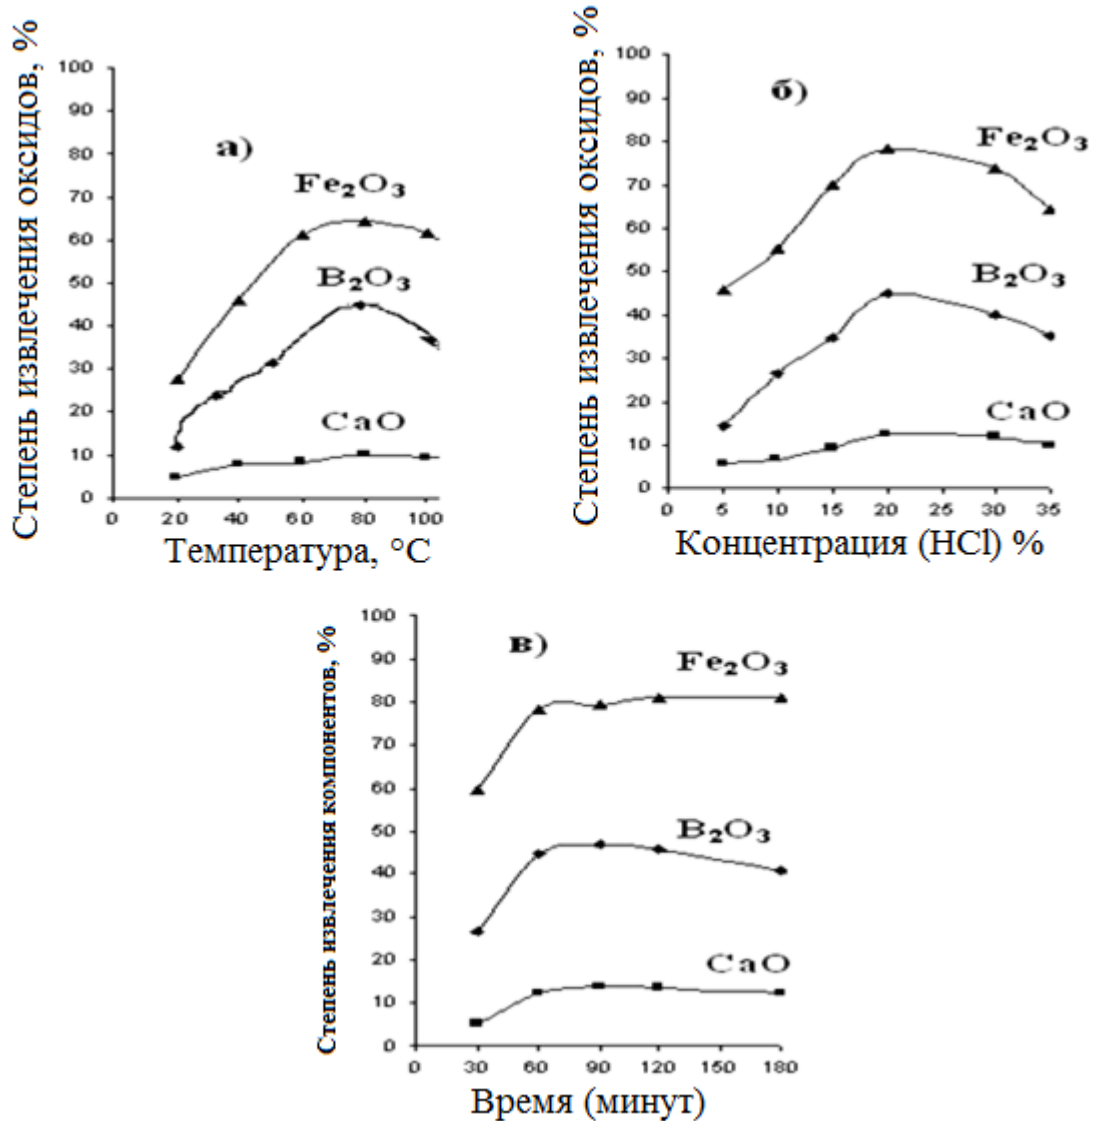 Степень извлечения оксидов, %
100
90
80
70
60
50
40
30
20
10
0
а)
Fe₂O₃
B₂O₃
CaO
0 20 40 60 80 100
Температура, °C
Степень извлечения оксидов, %
100
90
80
70
60
50
40
30
20
10
0
б)
Fe₂O₃
B₂O₃
CaO
0 5 10 15 20 25 30 35
Концентрация (HCl) %
Степень извлечения компонентов, %
100
90
80
70
60
50
40
30
20
10
0
в)
Fe₂O₃
B₂O₃
CaO
0 30 60 90 120 150 180
Время (минут)